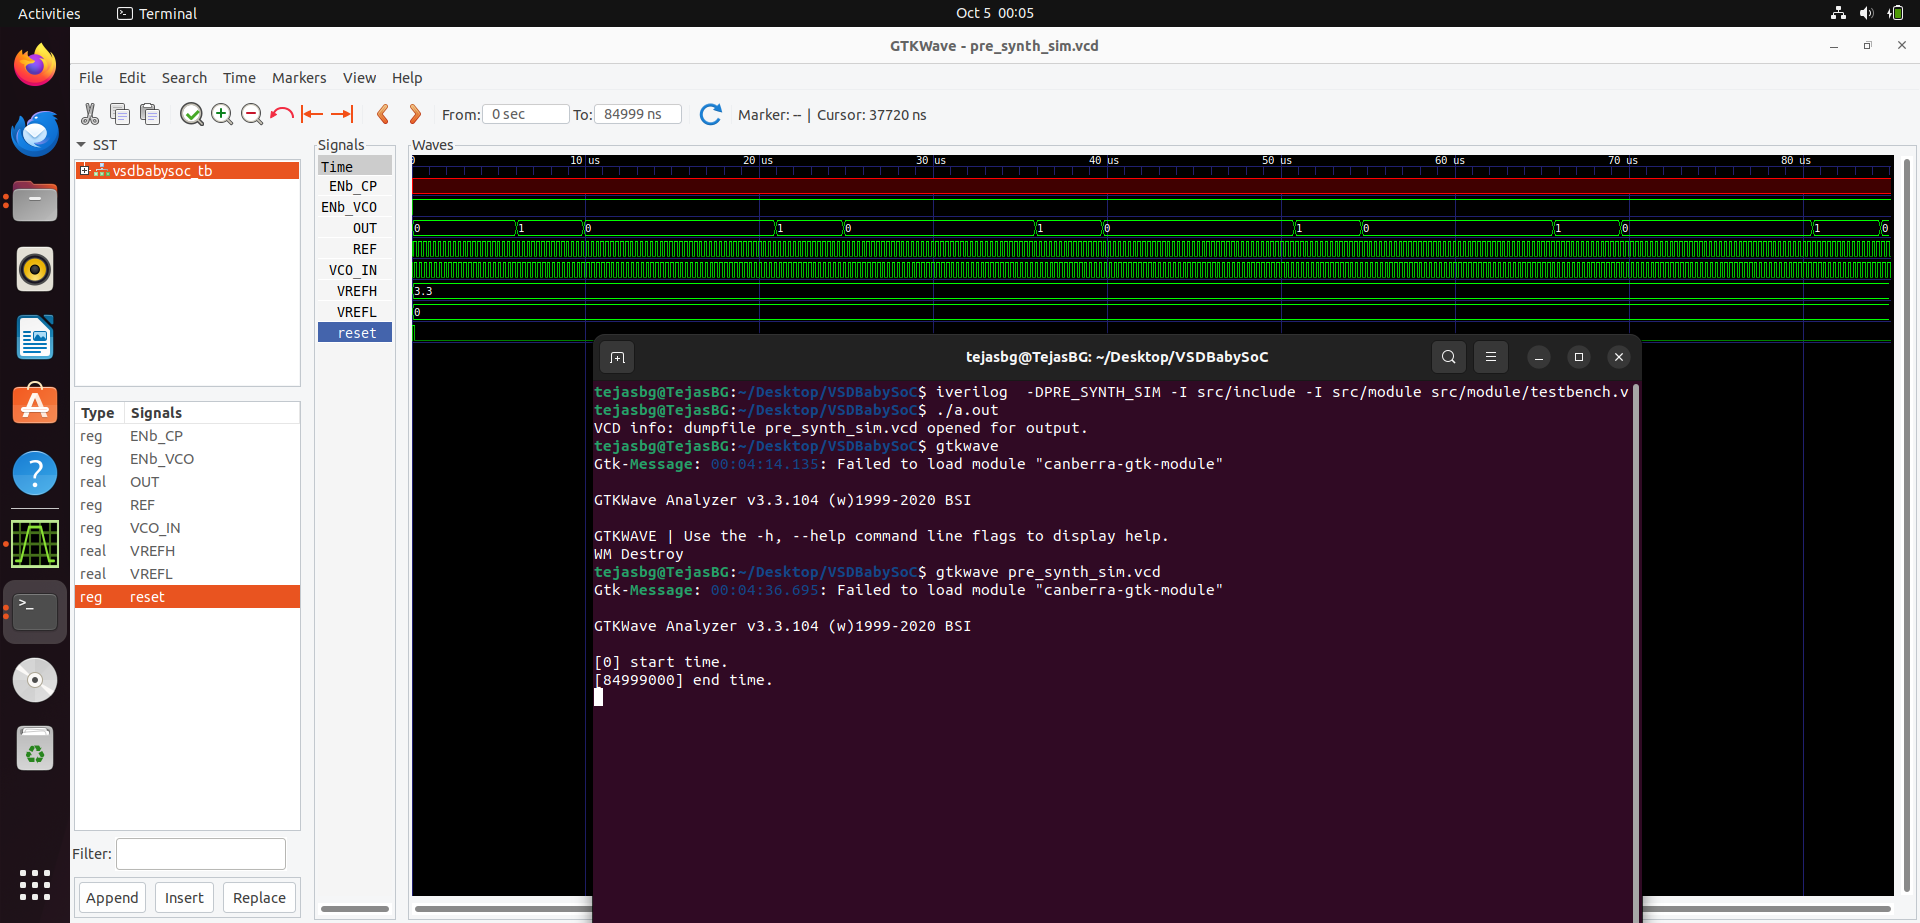 Activities Terminal Oct 5 00:05
GTKWave - pre_synth_sim.vcd
File Edit Search Time Markers View Help
From: 0 sec To: 84999 ns Marker: -- | Cursor: 37720 ns
SST
vsdbabysoc_tb
Type Signals
reg ENb_CP
reg ENb_VCO
real OUT
reg REF
reg VCO_IN
real VREFH
real VREFL
reg reset
Filter:
Append Insert Replace
Signals
Time
ENb_CP
ENb_VCO
OUT
REF
VCO_IN
VREFH
VREFL
reset
Waves
0 10 us 20 us 30 us 40 us 50 us 60 us 70 us 80 us
0 1 0 1 0 1 0 1 0 1 0 1 0
3.3
0
tejasbg@TejasBG: ~/Desktop/VSDBabySoC
tejasbg@TejasBG:~/Desktop/VSDBabySoC$ iverilog  -DPRE_SYNTH_SIM -I src/include -I src/module src/module/testbench.v
tejasbg@TejasBG:~/Desktop/VSDBabySoC$ ./a.out
VCD info: dumpfile pre_synth_sim.vcd opened for output.
tejasbg@TejasBG:~/Desktop/VSDBabySoC$ gtkwave
Gtk-Message: 00:04:14.135: Failed to load module "canberra-gtk-module"
GTKWave Analyzer v3.3.104 (w)1999-2020 BSI
GTKWAVE | Use the -h, --help command line flags to display help.
WM Destroy
tejasbg@TejasBG:~/Desktop/VSDBabySoC$ gtkwave pre_synth_sim.vcd
Gtk-Message: 00:04:36.695: Failed to load module "canberra-gtk-module"
GTKWave Analyzer v3.3.104 (w)1999-2020 BSI
[0] start time.
[84999000] end time.